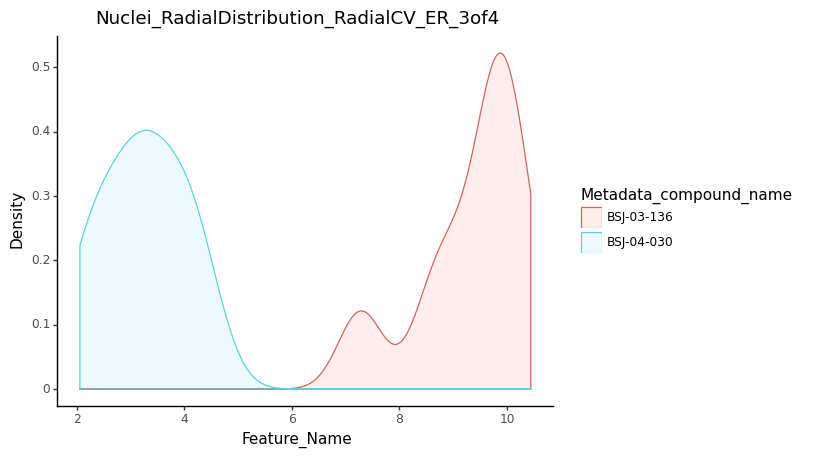 Nuclei_RadialDistribution_RadialCV_ER_3of4
0.5
0.4
0.3
0.2
0.1
0
Density
2
4
6
8
10
Feature_Name
Metadata_compound_name
BSJ-03-136
BSJ-04-030